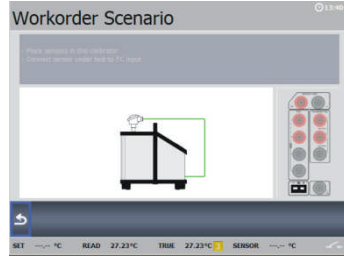 13:40
Workorder Scenario
Place sensors in the calibrator.
Connect sensor under test to TC input
SET ---,-- °C READ 27.23°C TRUE 27.23°C SENSOR ---,-- °C